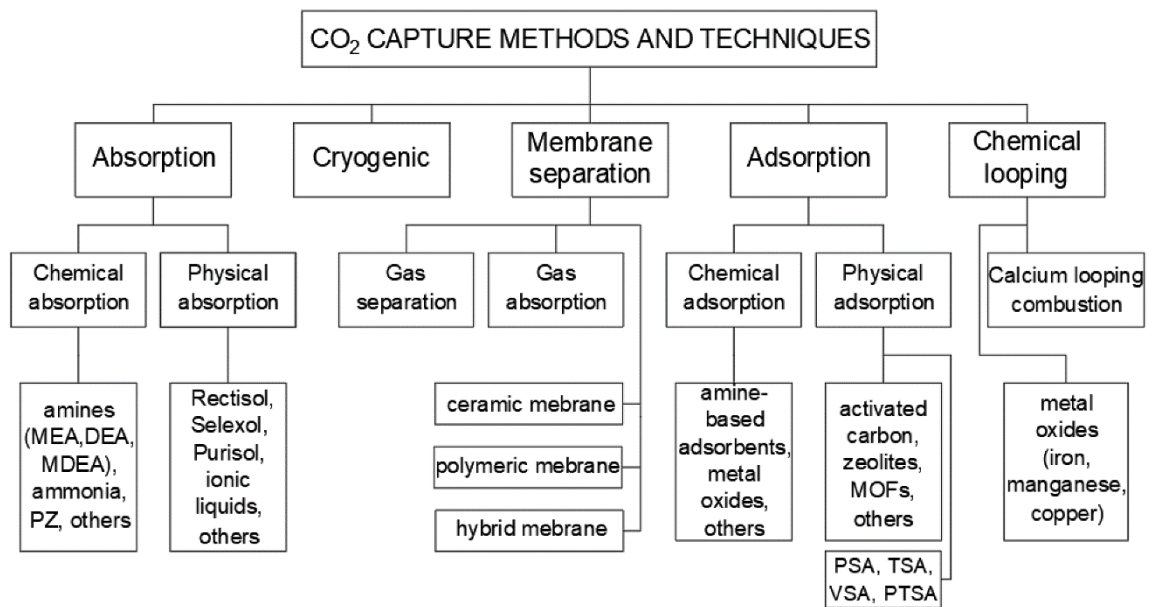 CO₂ CAPTURE METHODS AND TECHNIQUES
Absorption
Cryogenic
Membrane
separation
Adsorption
Chemical
looping
Chemical
absorption
Physical
absorption
Gas
separation
Gas
absorption
Chemical
adsorption
Physical
adsorption
Calcium looping
combustion
amines
(MEA,DEA,
MDEA),
ammonia,
PZ, others
Rectisol,
Selexol,
Purisol,
ionic
liquids,
others
ceramic mebrane
polymeric mebrane
hybrid mebrane
amine-
based
adsorbents,
metal
oxides,
others
activated
carbon,
zeolites,
MOFs,
others
PSA, TSA,
VSA, PTSA
metal
oxides
(iron,
manganese,
copper)